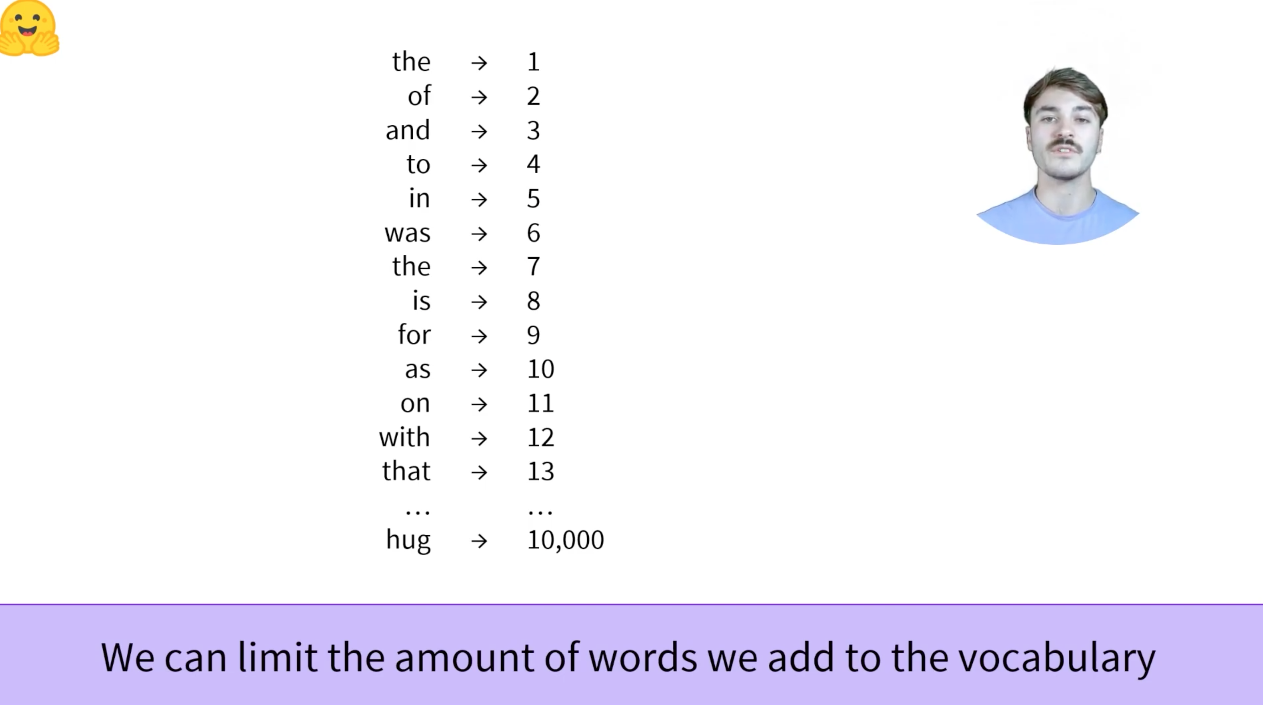 the → 1
of → 2
and → 3
to → 4
in → 5
was → 6
the → 7
is → 8
for → 9
as → 10
on → 11
with → 12
that → 13
... ...
hug → 10,000
We can limit the amount of words we add to the vocabulary